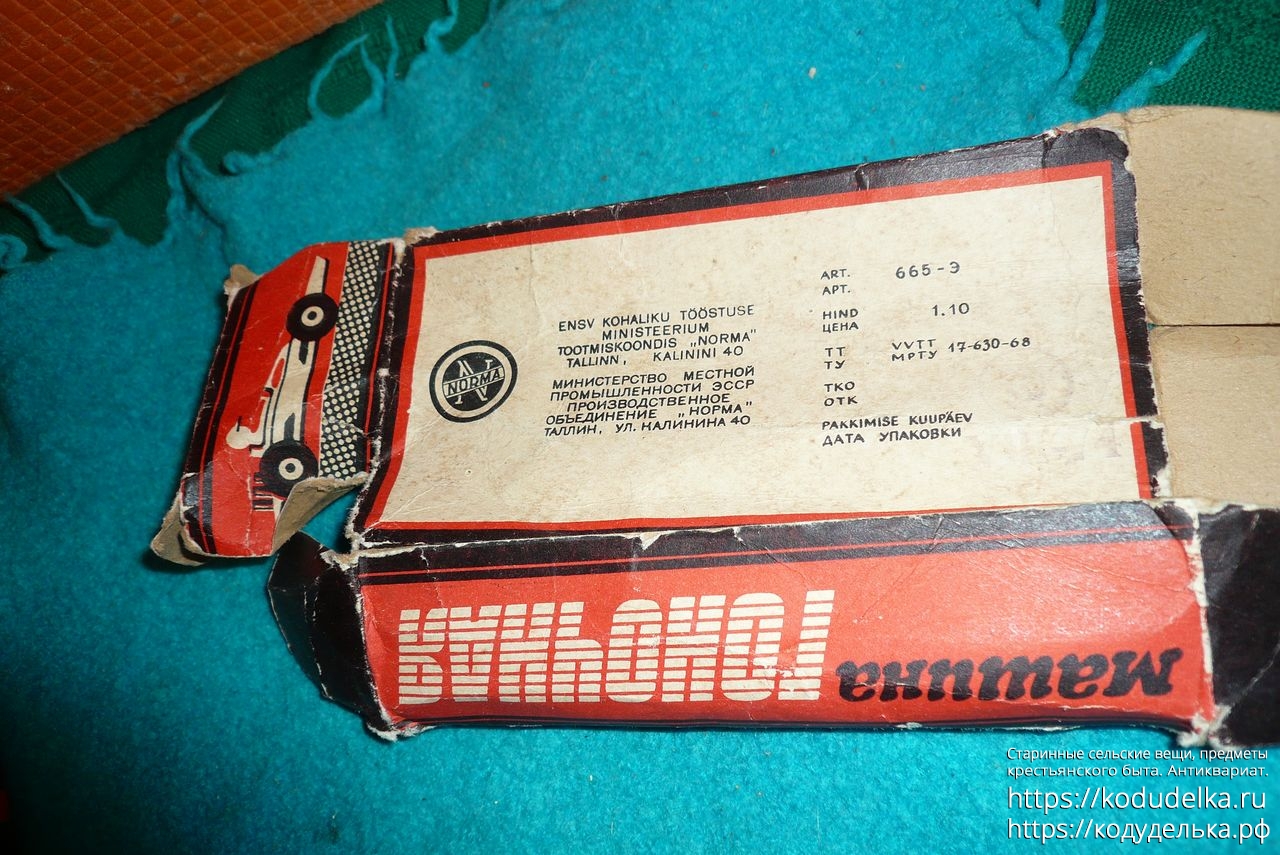 NORMA
ENSV KOHALIKU TÖÖSTUSE
MINISTEERIUM
TOOTMISKOONDIS „NORMA"
TALLINN, KALININI 40
МИНИСТЕРСТВО МЕСТНОЙ
ПРОМЫШЛЕННОСТИ ЭССР
ПРОИЗВОДСТВЕННОЕ
ОБЪЕДИНЕНИЕ „НОРМА"
ТАЛЛИН, УЛ. КАЛИНИНА 40
ART. 665-Э
АРТ.
HIND 1.10
ЦЕНА
TT VVTT 17-630-68
ТУ МРТУ
TKO
ОТК
PAKKIMISE KUUPÄEV
ДАТА УПАКОВКИ
машина
ГОНОЧНАЯ
Старинные сельские вещи, предметы
крестьянского быта. Антиквариат.
https://kodudelka.ru
https://кодуделька.рф